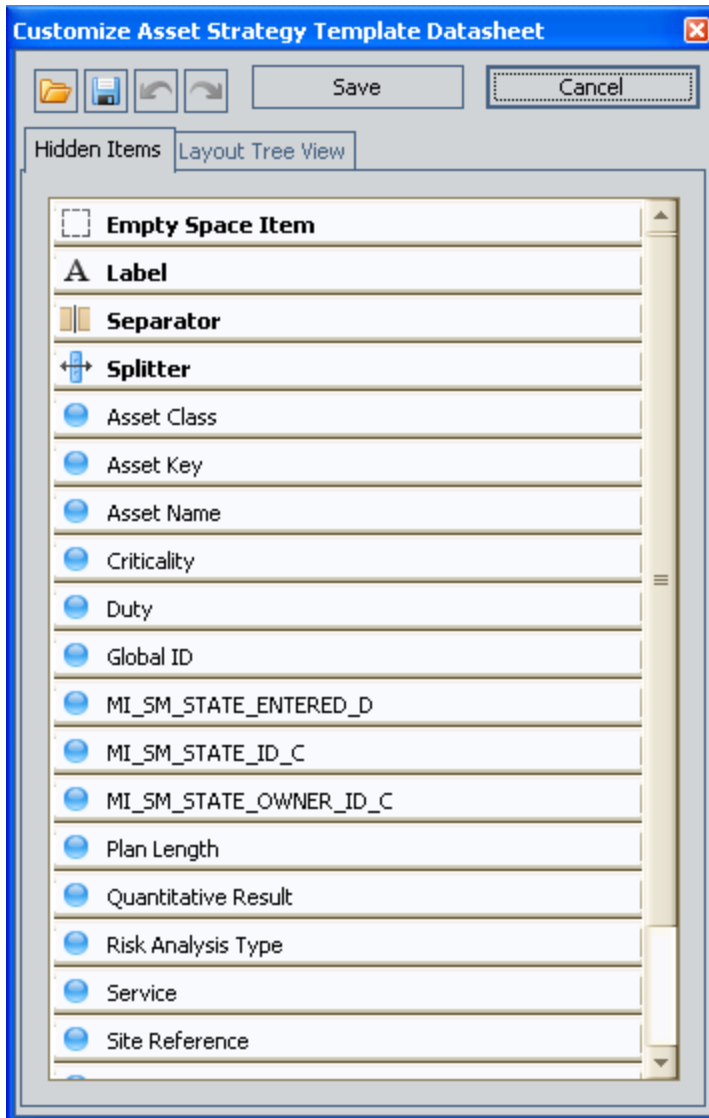 Customize Asset Strategy Template Datasheet
Save
Cancel
Hidden Items
Layout Tree View
Empty Space Item
A Label
Separator
Splitter
Asset Class
Asset Key
Asset Name
Criticality
Duty
Global ID
MI_SM_STATE_ENTERED_D
MI_SM_STATE_ID_C
MI_SM_STATE_OWNER_ID_C
Plan Length
Quantitative Result
Risk Analysis Type
Service
Site Reference